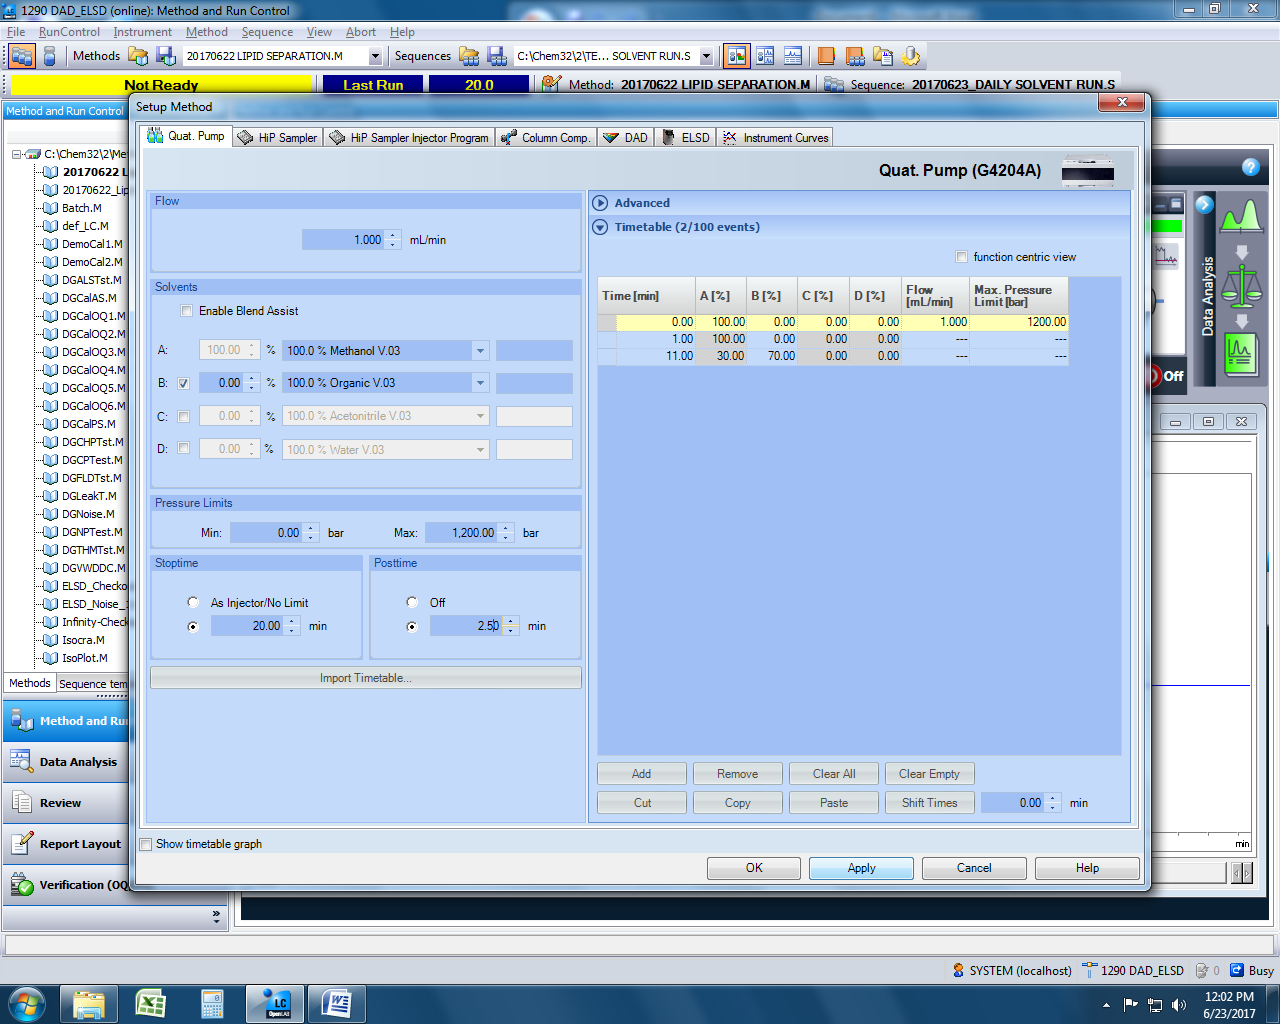 1290 DAD_ELSD (online): Method and Run Control
File RunControl Instrument Method Sequence View Abort Help
Methods 20170622 LIPID SEPARATION.M Sequences C:\Chem32\2\TE... SOLVENT RUN.S
Not Ready Last Run 20.0 Method: 20170622 LIPID SEPARATION.M Sequence: 20170623_DAILY SOLVENT RUN.S
Method and Run Control
Setup Method
Quat. Pump HiP Sampler HiP Sampler Injector Program Column Comp. DAD ELSD Instrument Curves
Quat. Pump (G4204A)
C:\Chem32\2\Me
20170622 L
20170622_Lip
Batch.M
def_LC.M
DemoCal1.M
DemoCal2.M
DGALSTst.M
DGCalAS.M
DGCalOQ1.M
DGCalOQ2.M
DGCalOQ3.M
DGCalOQ4.M
DGCalOQ5.M
DGCalOQ6.M
DGCalPS.M
DGCHPTst.M
DGCPTest.M
DGFLDTst.M
DGLeakT.M
DGNoise.M
DGNPTest.M
DGTHMTst.M
DGVWDDC.M
ELSD_Checko
ELSD_Noise_
Infinity-Check
Isocra.M
IsoPlot.M
Methods Sequence tem
Method and Ru
Data Analysis
Review
Report Layout
Verification (OQ
Flow
1.000 mL/min
Solvents
Enable Blend Assist
A: 100.00 % 100.0 % Methanol V.03
B: 0.00 % 100.0 % Organic V.03
C: 0.00 % 100.0 % Acetonitrile V.03
D: 0.00 % 100.0 % Water V.03
Pressure Limits
Min: 0.00 bar Max: 1,200.00 bar
Stoptime
As Injector/No Limit
20.00 min
Posttime
Off
2.50 min
Import Timetable...
Advanced
Timetable (2/100 events)
function centric view
Time [min] A [%] B [%] C [%] D [%] Flow [mL/min] Max. Pressure Limit [bar]
0.00 100.00 0.00 0.00 0.00 1.000 1200.00
1.00 100.00 0.00 0.00 0.00 --- ---
11.00 30.00 70.00 0.00 0.00 --- ---
Add Remove Clear All Clear Empty
Cut Copy Paste Shift Times 0.00 min
Show timetable graph
OK Apply Cancel Help
Data Analysis
Off
min
SYSTEM (localhost) 1290 DAD_ELSD 0 Busy
LC
OpenLAB
12:02 PM
6/23/2017